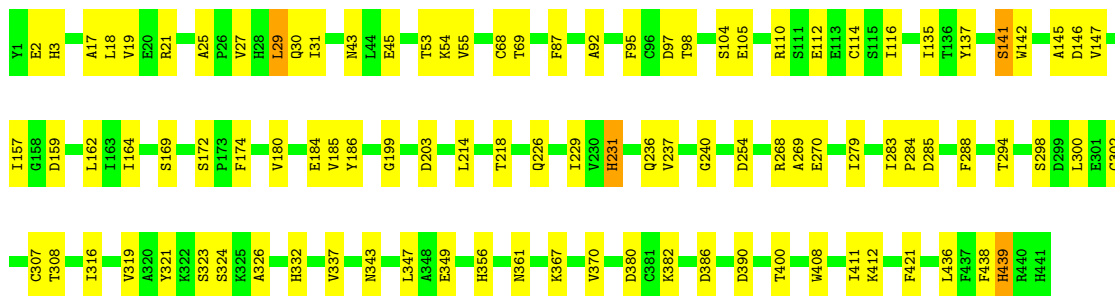 Y1 E2 H3 A17 L18 V19 E20 R21 A25 P26 V27 H28 L29 Q30 I31 N43 L44 E45 T53 K54 V55 C68 T69 F87 A92 F95 C96 D97 T98 S104 E105 R110 S111 E112 E113 C114 S115 I116 I135 T136 Y137 S141 W142 A145 D146 V147
I157 G158 D159 L162 I163 I164 S169 S172 P173 F174 V180 E184 V185 Y186 G199 D203 L214 T218 Q226 I229 V230 H231 Q236 V237 G240 D254 R268 A269 E270 I279 I283 P284 D285 F288 T294 S298 D299 L300 E301
C307 T308 I316 V319 A320 Y321 K322 S323 S324 K325 A326 H332 V337 N343 L347 A348 E349 H356 N361 K367 V370 D380 C381 K382 D386 D390 T400 W408 I411 K412 F421 L436 F437 F438 H439 R440 H441